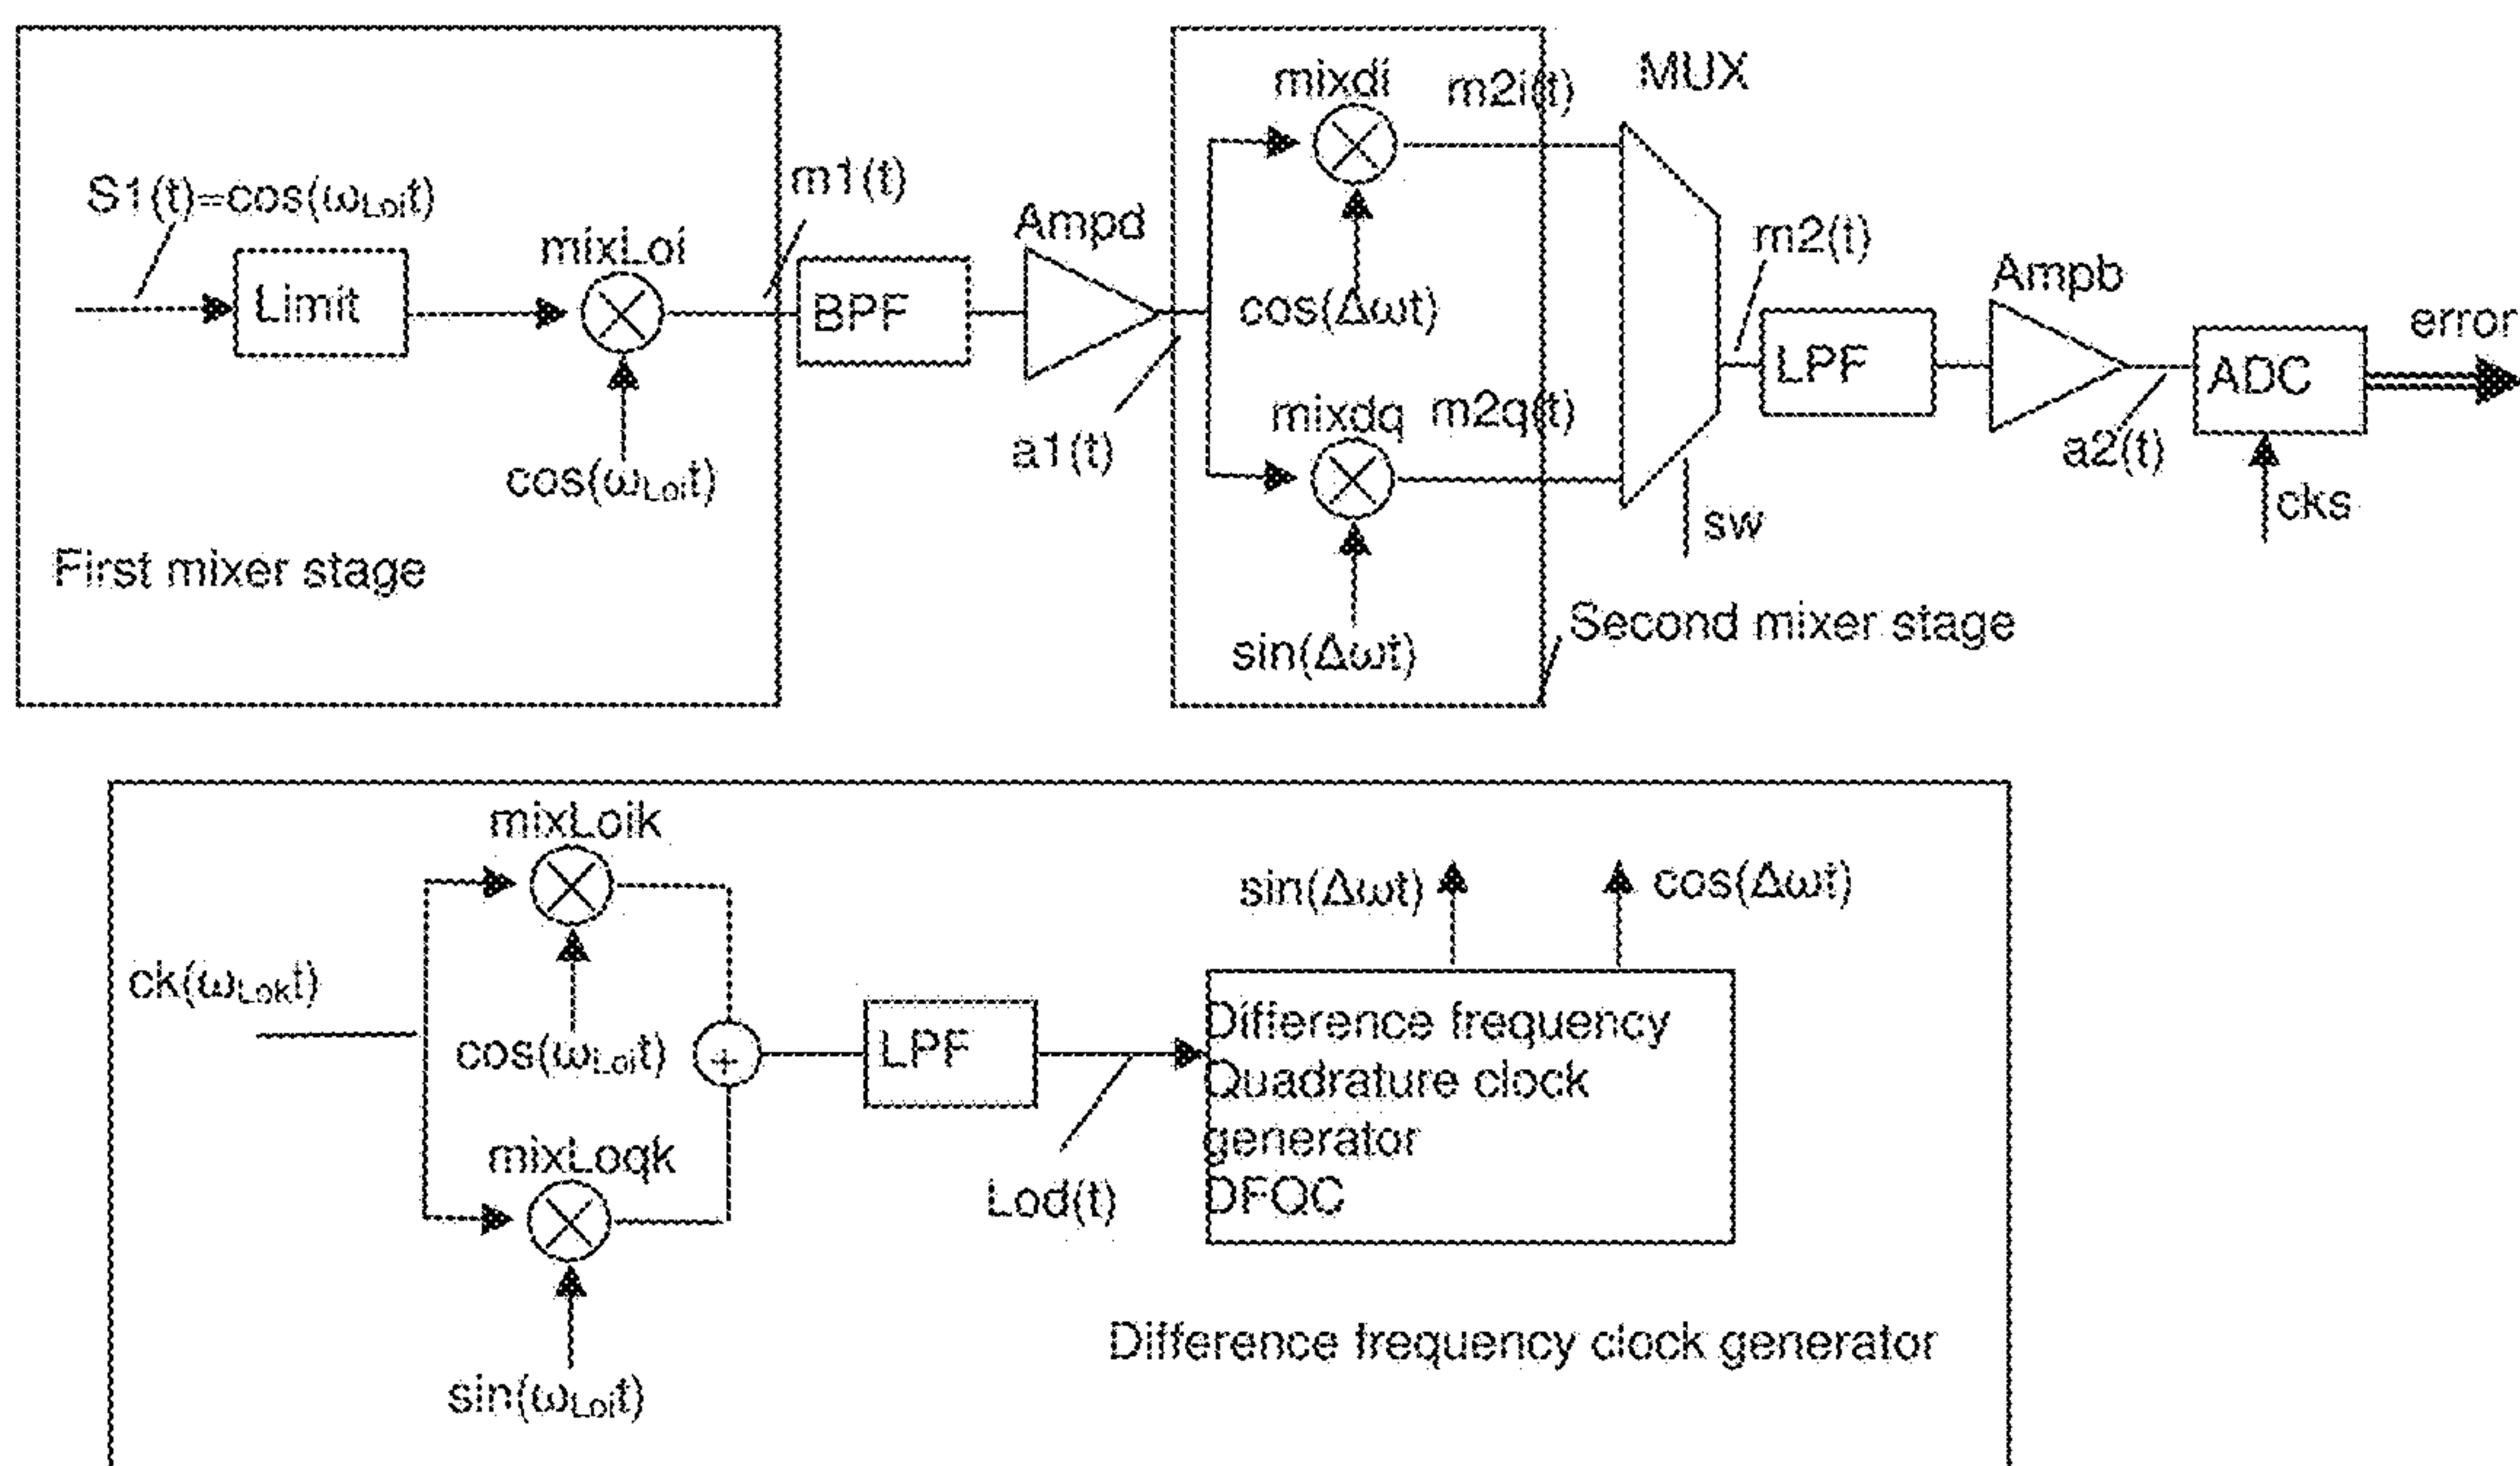 mixdi
m2i(t)
MUX
S1(t)=cos(ωLoit)
m1(t)
mixLoi
Ampd
m2(t)
Limit
BPF
cos(Δωt)
Ampb
LPF
error
ADC
mixdq
m2q(t)
a1(t)
a2(t)
cos(ωLoit)
cks
sw
First mixer stage
Second mixer stage
sin(Δωt)
mixLoik
sin(Δωt)
cos(Δωt)
ck(ωLokt)
cos(ωLoit)
+
LPF
Difference frequency
Quadrature clock
generator
DFQC
mixLoqk
Lod(t)
Difference frequency clock generator
sin(ωLoit)